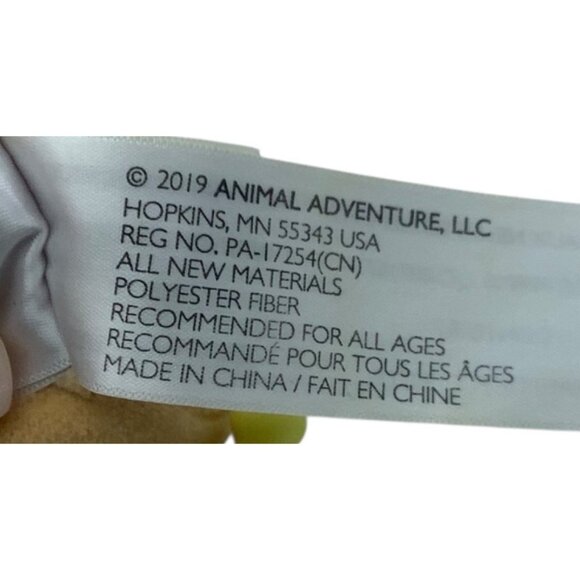 © 2019 ANIMAL ADVENTURE, LLC
HOPKINS, MN 55343 USA
REG NO. PA-17254(CN)
ALL NEW MATERIALS
POLYESTER FIBER
RECOMMENDED FOR ALL AGES
RECOMMANDÉ POUR TOUS LES ÂGES
MADE IN CHINA / FAIT EN CHINE